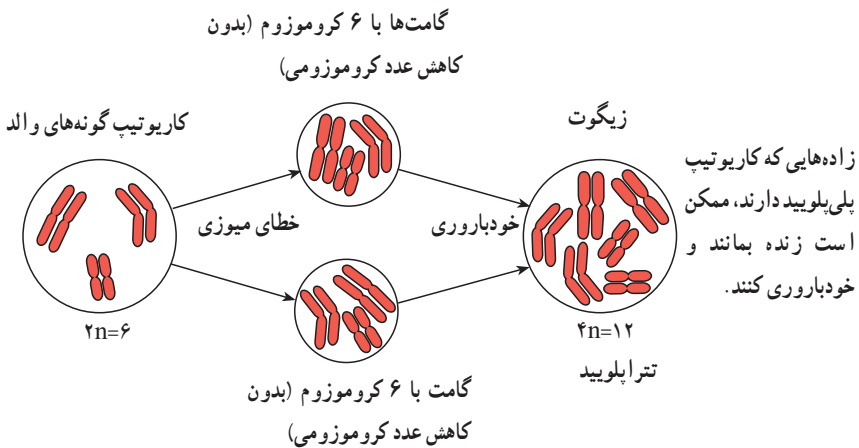 گامت‌ها با ۶ کروموزوم (بدون
کاهش عدد کروموزومی)
کاریوتیپ گونه‌های والد
زیگوت
زاده‌هایی که کاریوتیپ
پلی‌پلویید دارند، ممکن
است زنده بمانند و
خودباروری کنند.
خطای میوزی
خودباروری
۲n=۶
۴n=۱۲
تتراپلویید
گامت با ۶ کروموزوم (بدون
کاهش عدد کروموزومی)